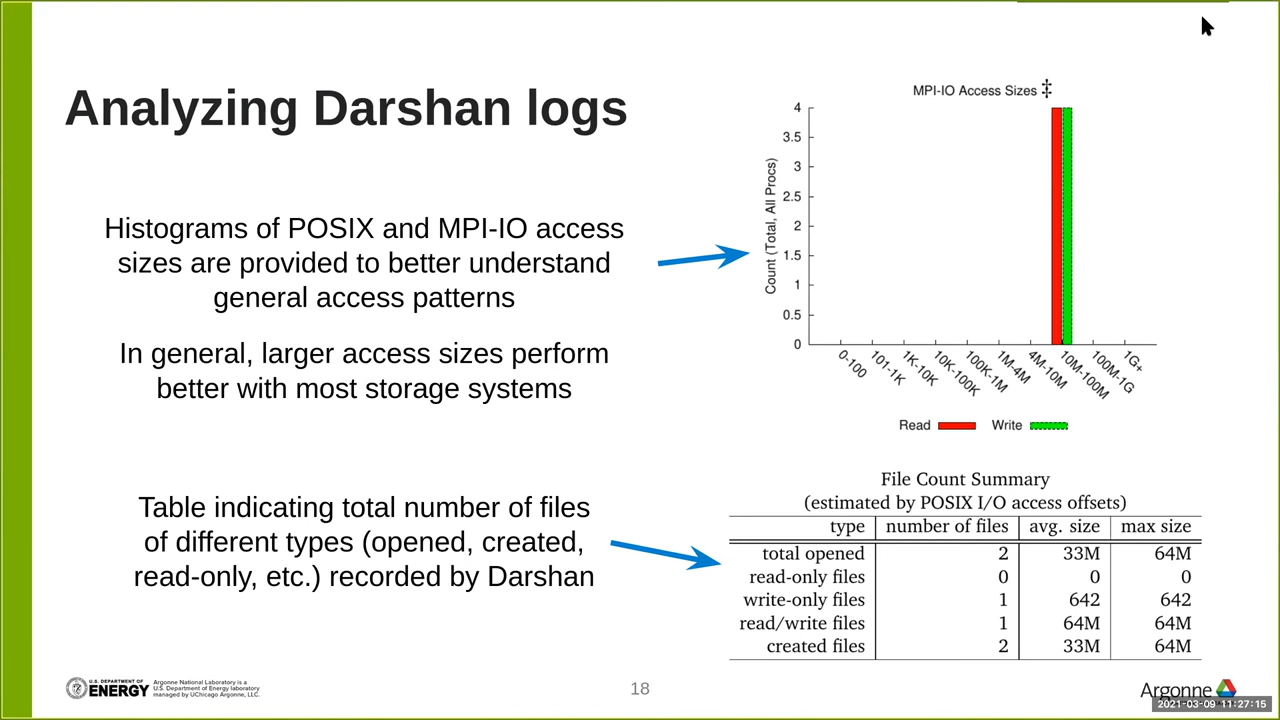 Analyzing Darshan logs
Histograms of POSIX and MPI-IO access
sizes are provided to better understand
general access patterns
In general, larger access sizes perform
better with most storage systems
Table indicating total number of files
of different types (opened, created,
read-only, etc.) recorded by Darshan
MPI-IO Access Sizes ‡
Count (Total, All Procs)
4
3.5
3
2.5
2
1.5
1
0.5
0
0-100
101-1K
1K-10K
10K-100K
100K-1M
1M-4M
4M-10M
10M-100M
100M-1G
1G+
Read Write
File Count Summary
(estimated by POSIX I/O access offsets)
type number of files avg. size max size
total opened 2 33M 64M
read-only files 0 0 0
write-only files 1 642 642
read/write files 1 64M 64M
created files 2 33M 64M
U.S. DEPARTMENT OF
ENERGY
Argonne National Laboratory is a
U.S. Department of Energy laboratory
managed by UChicago Argonne, LLC.
18
Argonne
2021-03-09 11:27:15